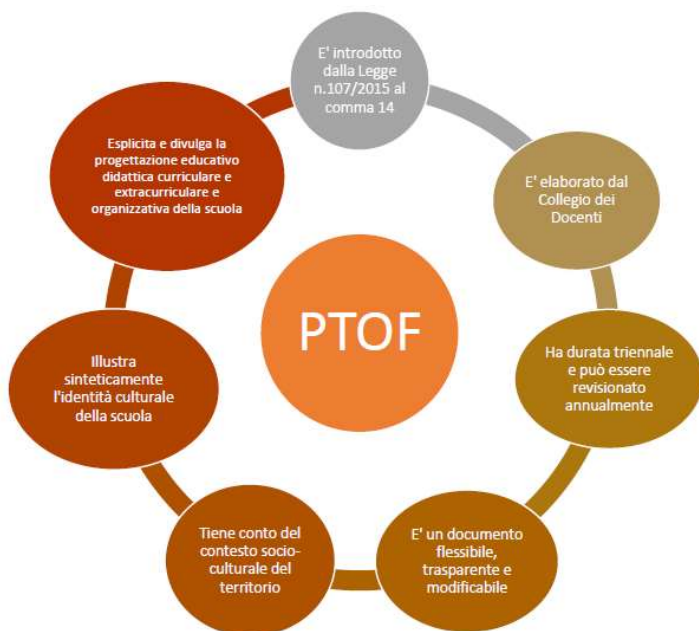 E' introdotto
dalla Legge
n.107/2015 al
comma 14
E' elaborato dal
Collegio dei
Docenti
Ha durata triennale
e può essere
revisionato
annualmente
E' un documento
flessibile,
trasparente e
modificabile
Tiene conto del
contesto socio-
culturale del
territorio
Illustra
sinteticamente
l'identità culturale
della scuola
Esplicita e divulga la
progettazione educativo
didattica curriculare e
extracurriculare e
organizzativa della scuola
PTOF